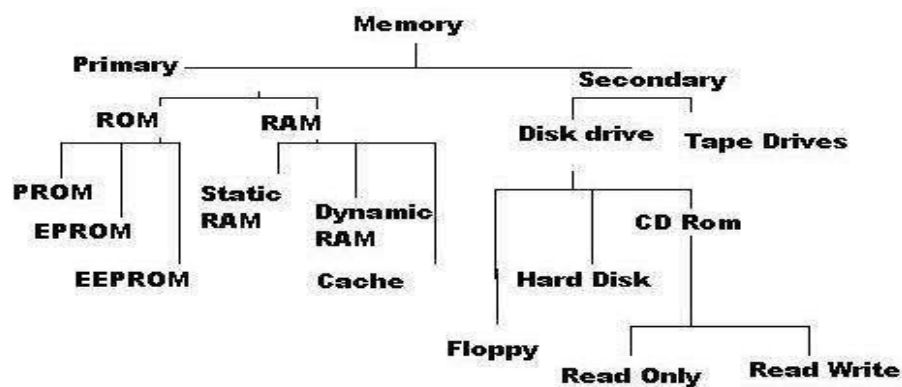 Memory
Primary
Secondary
ROM
RAM
Disk drive
Tape Drives
PROM
EPROM
EEPROM
Static
RAM
Dynamic
RAM
Cache
CD Rom
Hard Disk
Floppy
Read Only
Read Write